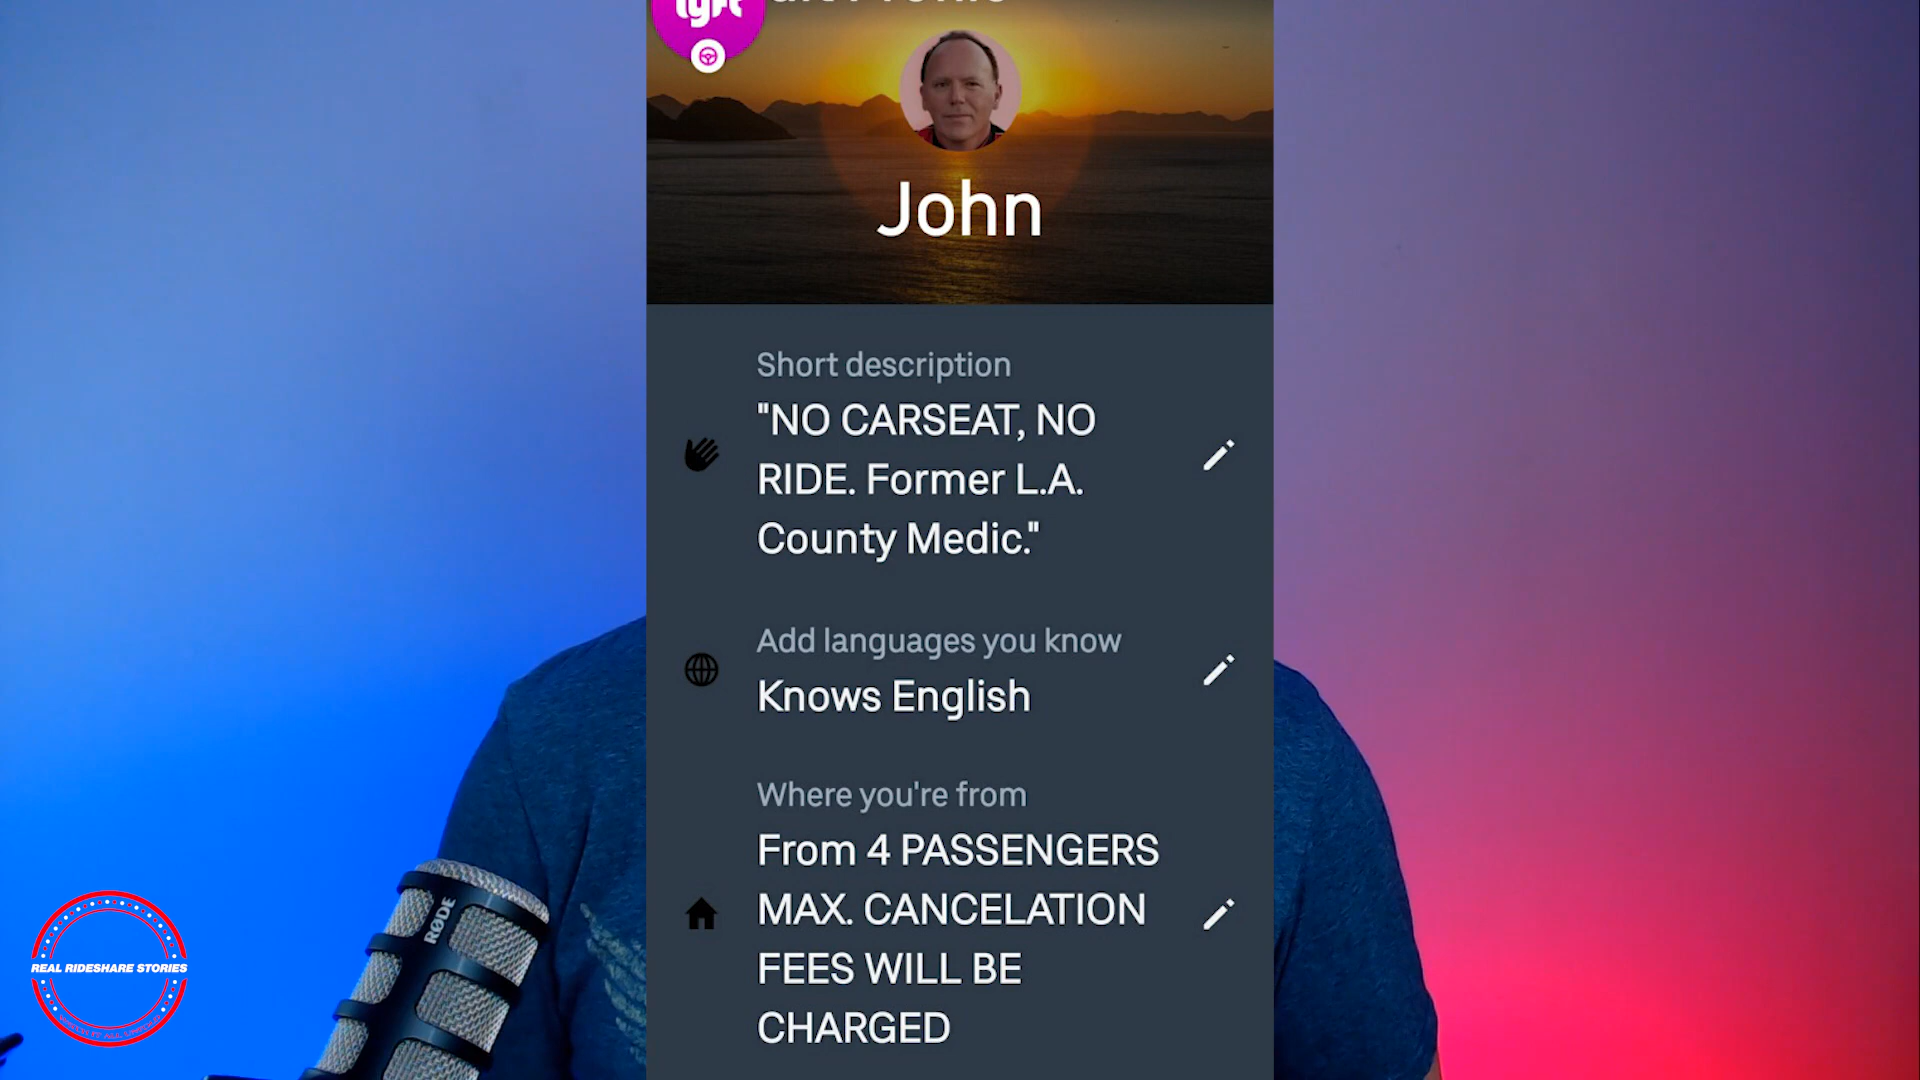 lyft
John
Short description
"NO CARSEAT, NO
RIDE. Former L.A.
County Medic."
Add languages you know
Knows English
Where you're from
From 4 PASSENGERS
MAX. CANCELATION
FEES WILL BE
CHARGED
RØDE
REAL RIDESHARE STORIES